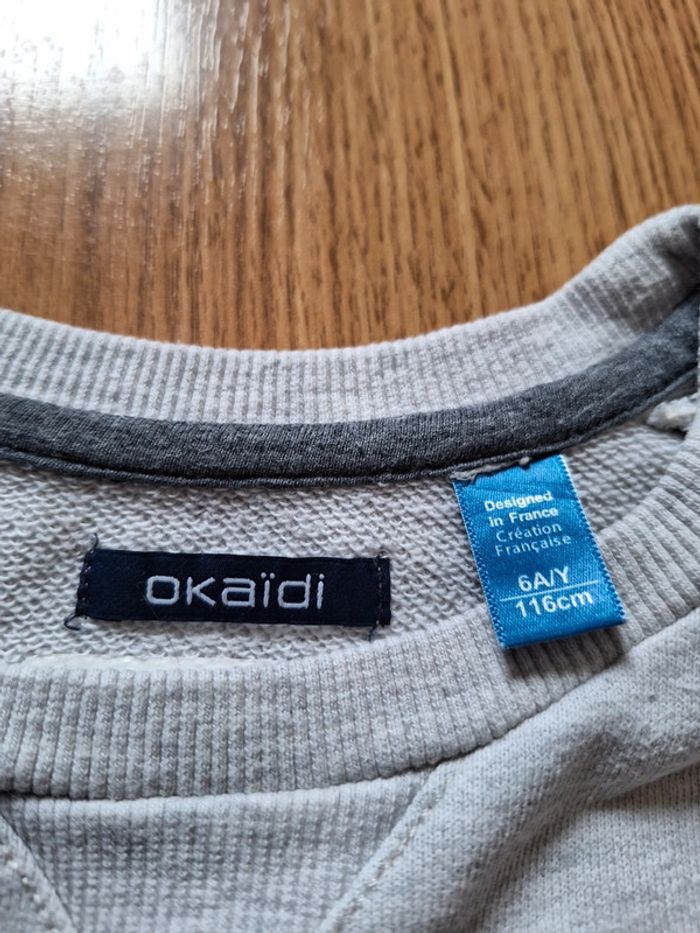 okaïdi
Designed
in France
Création
Française
6A/Y
116cm